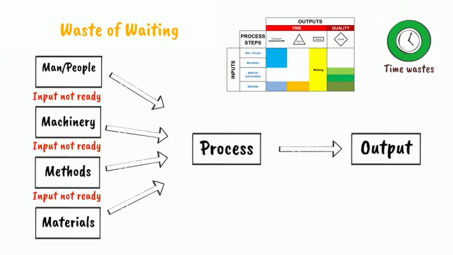 Waste of Waiting
OUTPUTS
PROCESS STEPS
TIME
QUALITY
INPUTS
Waiting
Materials
Time wastes
Man/People
Input not ready
Machinery
Input not ready
Methods
Input not ready
Materials
Process
Output